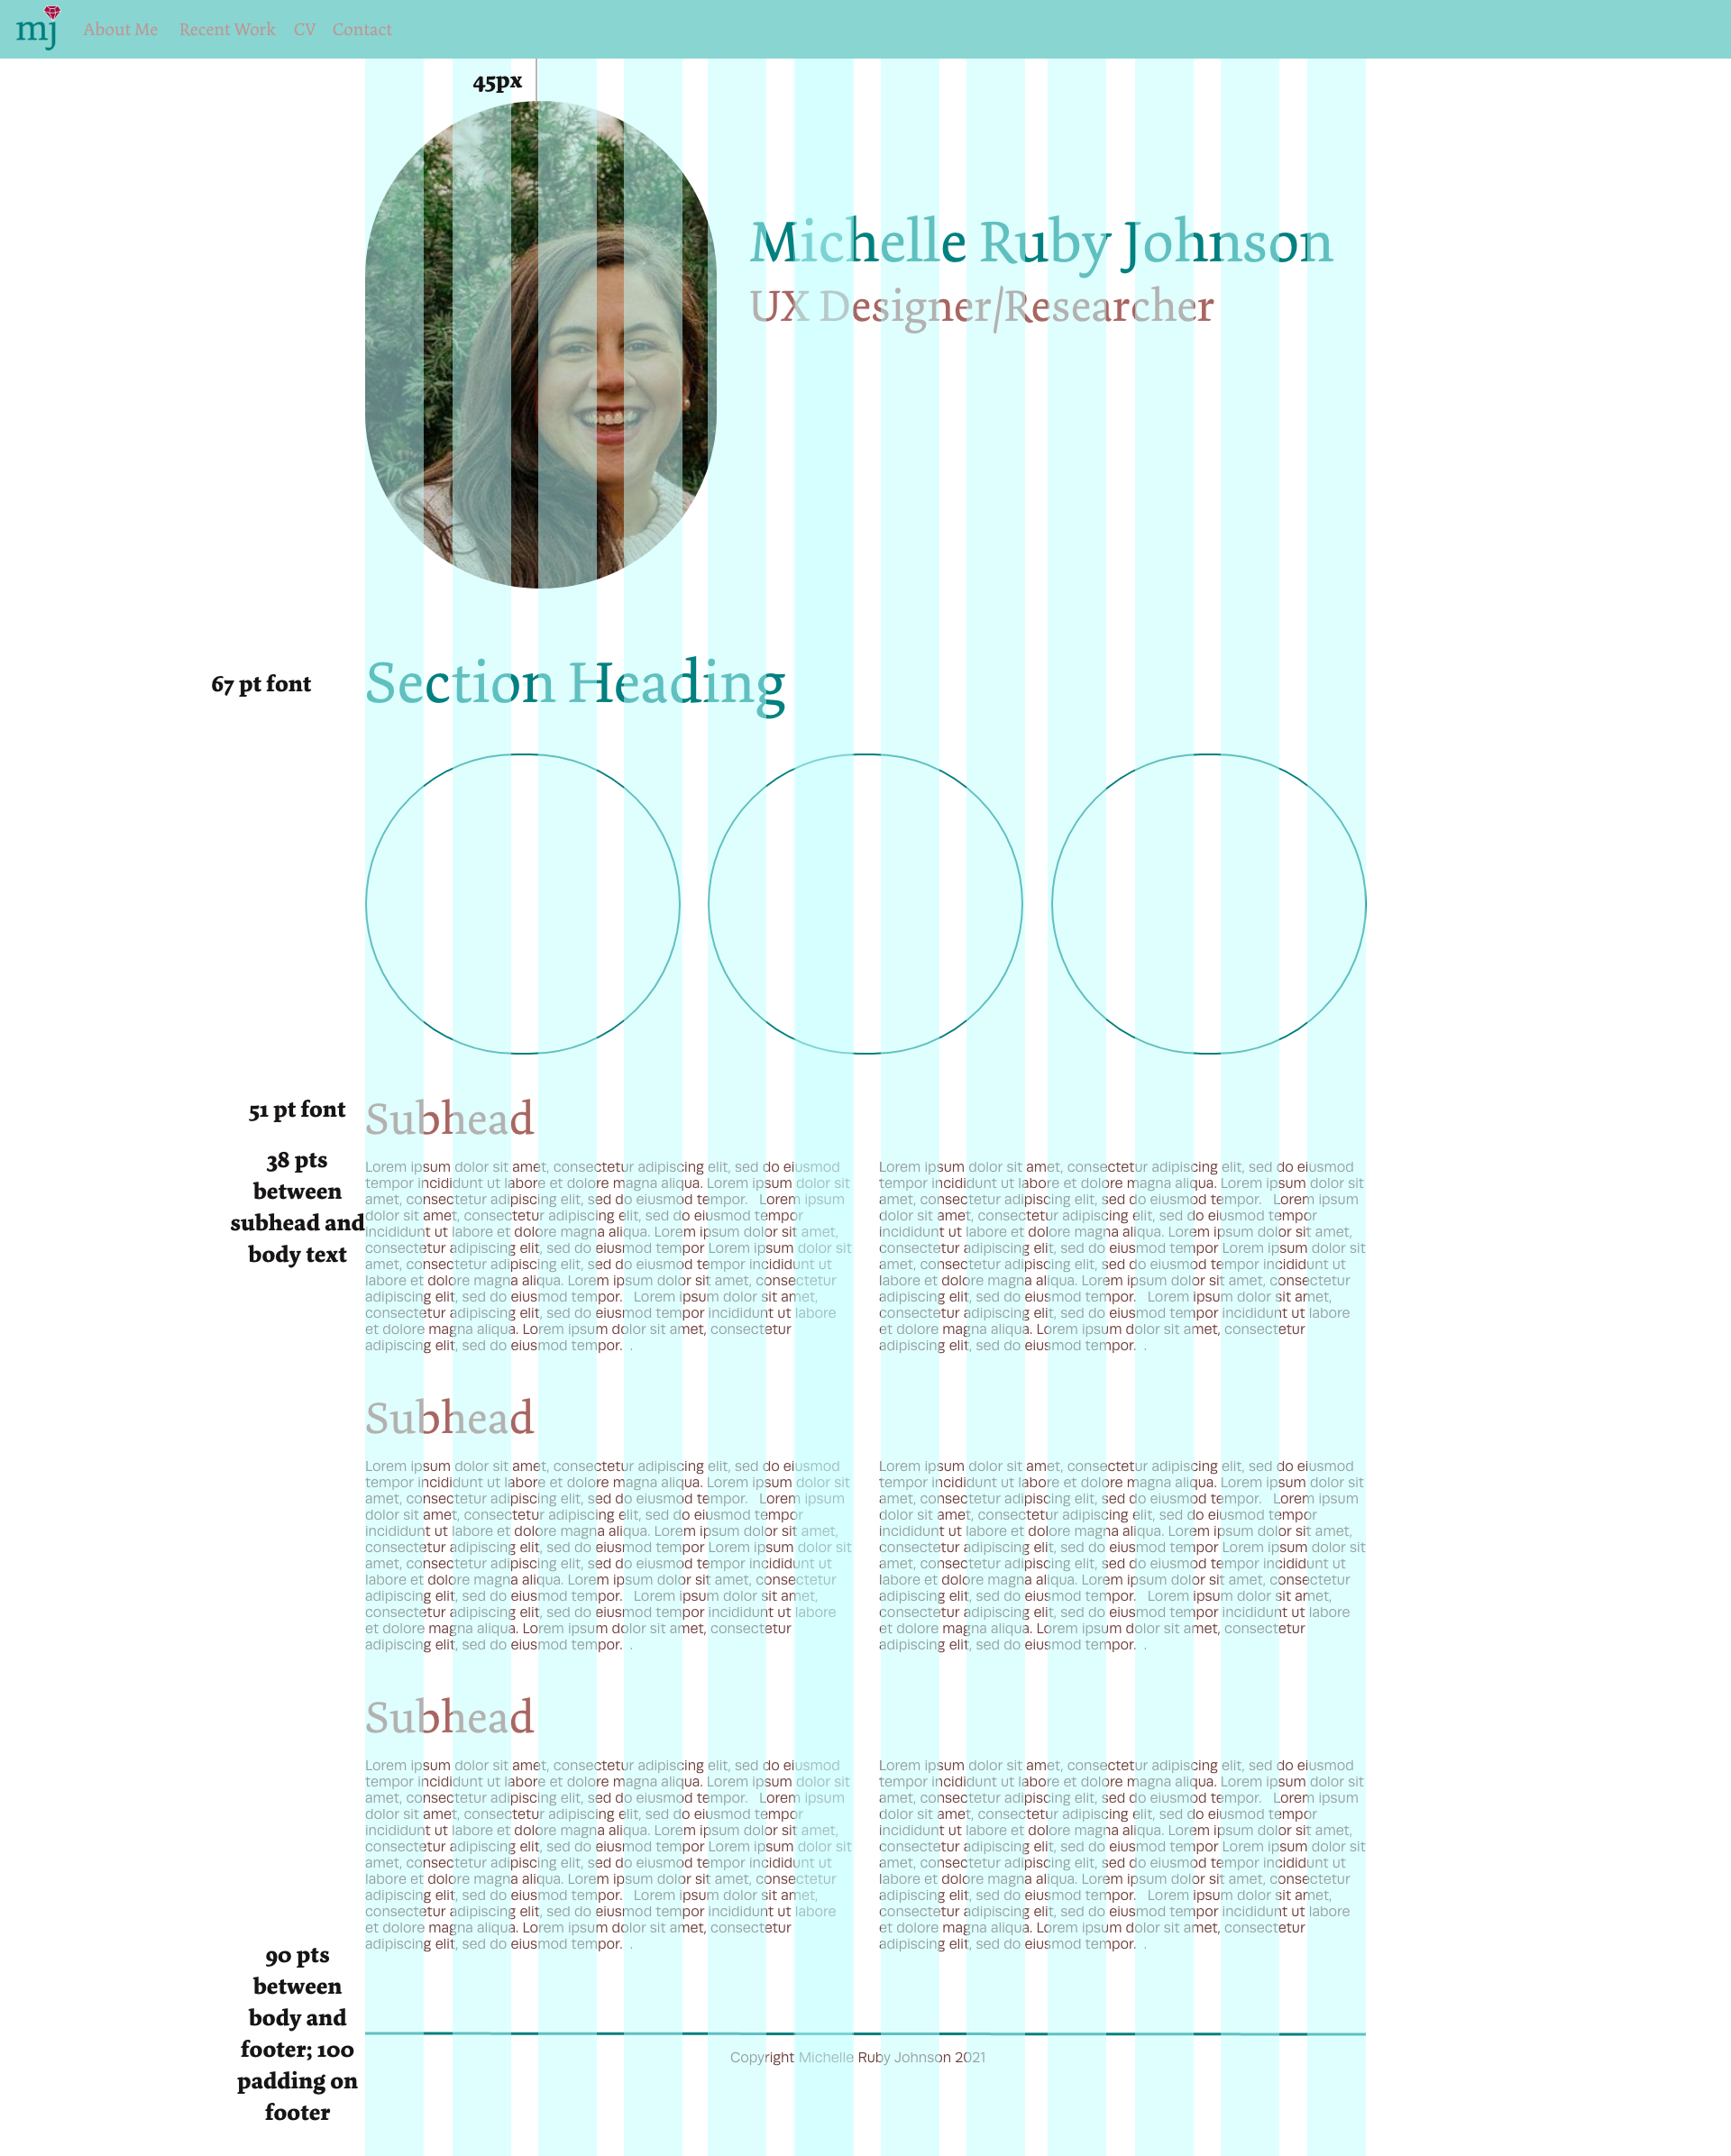 mj About Me Recent Work CV Contact
45px
Michelle Ruby Johnson
UX Designer/Researcher
67 pt font
Section Heading
51 pt font
Subhead
38 pts
between
subhead and
body text
Lorem ipsum dolor sit amet, consectetur adipiscing elit, sed do eiusmod
tempor incididunt ut labore et dolore magna aliqua. Lorem ipsum dolor sit
amet, consectetur adipiscing elit, sed do eiusmod tempor.   Lorem ipsum
dolor sit amet, consectetur adipiscing elit, sed do eiusmod tempor
incididunt ut labore et dolore magna aliqua. Lorem ipsum dolor sit amet,
consectetur adipiscing elit, sed do eiusmod tempor Lorem ipsum dolor sit
amet, consectetur adipiscing elit, sed do eiusmod tempor incididunt ut
labore et dolore magna aliqua. Lorem ipsum dolor sit amet, consectetur
adipiscing elit, sed do eiusmod tempor.   Lorem ipsum dolor sit amet,
consectetur adipiscing elit, sed do eiusmod tempor incididunt ut labore
et dolore magna aliqua. Lorem ipsum dolor sit amet, consectetur
adipiscing elit, sed do eiusmod tempor.  .
Lorem ipsum dolor sit amet, consectetur adipiscing elit, sed do eiusmod
tempor incididunt ut labore et dolore magna aliqua. Lorem ipsum dolor sit
amet, consectetur adipiscing elit, sed do eiusmod tempor.   Lorem ipsum
dolor sit amet, consectetur adipiscing elit, sed do eiusmod tempor
incididunt ut labore et dolore magna aliqua. Lorem ipsum dolor sit amet,
consectetur adipiscing elit, sed do eiusmod tempor Lorem ipsum dolor sit
amet, consectetur adipiscing elit, sed do eiusmod tempor incididunt ut
labore et dolore magna aliqua. Lorem ipsum dolor sit amet, consectetur
adipiscing elit, sed do eiusmod tempor.   Lorem ipsum dolor sit amet,
consectetur adipiscing elit, sed do eiusmod tempor incididunt ut labore
et dolore magna aliqua. Lorem ipsum dolor sit amet, consectetur
adipiscing elit, sed do eiusmod tempor.  .
Subhead
Lorem ipsum dolor sit amet, consectetur adipiscing elit, sed do eiusmod
tempor incididunt ut labore et dolore magna aliqua. Lorem ipsum dolor sit
amet, consectetur adipiscing elit, sed do eiusmod tempor.   Lorem ipsum
dolor sit amet, consectetur adipiscing elit, sed do eiusmod tempor
incididunt ut labore et dolore magna aliqua. Lorem ipsum dolor sit amet,
consectetur adipiscing elit, sed do eiusmod tempor Lorem ipsum dolor sit
amet, consectetur adipiscing elit, sed do eiusmod tempor incididunt ut
labore et dolore magna aliqua. Lorem ipsum dolor sit amet, consectetur
adipiscing elit, sed do eiusmod tempor.   Lorem ipsum dolor sit amet,
consectetur adipiscing elit, sed do eiusmod tempor incididunt ut labore
et dolore magna aliqua. Lorem ipsum dolor sit amet, consectetur
adipiscing elit, sed do eiusmod tempor.  .
Lorem ipsum dolor sit amet, consectetur adipiscing elit, sed do eiusmod
tempor incididunt ut labore et dolore magna aliqua. Lorem ipsum dolor sit
amet, consectetur adipiscing elit, sed do eiusmod tempor.   Lorem ipsum
dolor sit amet, consectetur adipiscing elit, sed do eiusmod tempor
incididunt ut labore et dolore magna aliqua. Lorem ipsum dolor sit amet,
consectetur adipiscing elit, sed do eiusmod tempor Lorem ipsum dolor sit
amet, consectetur adipiscing elit, sed do eiusmod tempor incididunt ut
labore et dolore magna aliqua. Lorem ipsum dolor sit amet, consectetur
adipiscing elit, sed do eiusmod tempor.   Lorem ipsum dolor sit amet,
consectetur adipiscing elit, sed do eiusmod tempor incididunt ut labore
et dolore magna aliqua. Lorem ipsum dolor sit amet, consectetur
adipiscing elit, sed do eiusmod tempor.  .
Subhead
Lorem ipsum dolor sit amet, consectetur adipiscing elit, sed do eiusmod
tempor incididunt ut labore et dolore magna aliqua. Lorem ipsum dolor sit
amet, consectetur adipiscing elit, sed do eiusmod tempor.   Lorem ipsum
dolor sit amet, consectetur adipiscing elit, sed do eiusmod tempor
incididunt ut labore et dolore magna aliqua. Lorem ipsum dolor sit amet,
consectetur adipiscing elit, sed do eiusmod tempor Lorem ipsum dolor sit
amet, consectetur adipiscing elit, sed do eiusmod tempor incididunt ut
labore et dolore magna aliqua. Lorem ipsum dolor sit amet, consectetur
adipiscing elit, sed do eiusmod tempor.   Lorem ipsum dolor sit amet,
consectetur adipiscing elit, sed do eiusmod tempor incididunt ut labore
et dolore magna aliqua. Lorem ipsum dolor sit amet, consectetur
adipiscing elit, sed do eiusmod tempor.  .
Lorem ipsum dolor sit amet, consectetur adipiscing elit, sed do eiusmod
tempor incididunt ut labore et dolore magna aliqua. Lorem ipsum dolor sit
amet, consectetur adipiscing elit, sed do eiusmod tempor.   Lorem ipsum
dolor sit amet, consectetur adipiscing elit, sed do eiusmod tempor
incididunt ut labore et dolore magna aliqua. Lorem ipsum dolor sit amet,
consectetur adipiscing elit, sed do eiusmod tempor Lorem ipsum dolor sit
amet, consectetur adipiscing elit, sed do eiusmod tempor incididunt ut
labore et dolore magna aliqua. Lorem ipsum dolor sit amet, consectetur
adipiscing elit, sed do eiusmod tempor.   Lorem ipsum dolor sit amet,
consectetur adipiscing elit, sed do eiusmod tempor incididunt ut labore
et dolore magna aliqua. Lorem ipsum dolor sit amet, consectetur
adipiscing elit, sed do eiusmod tempor.  .
90 pts
between
body and
footer; 100
padding on
footer
Copyright Michelle Ruby Johnson 2021